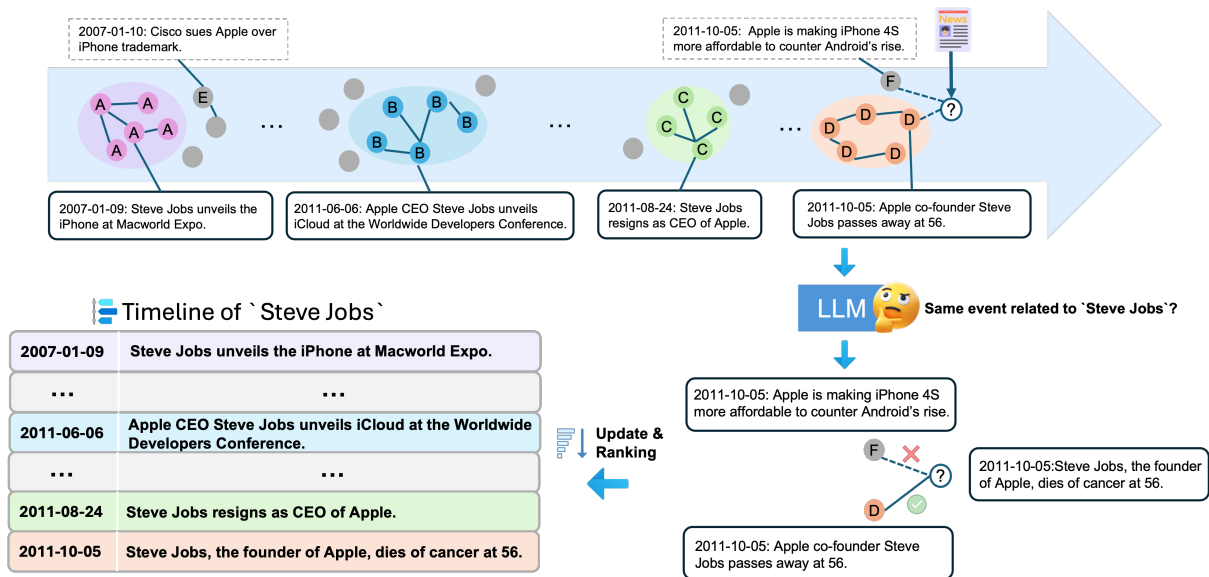 2007-01-10: Cisco sues Apple over
iPhone trademark.
2011-10-05: Apple is making iPhone 4S
more affordable to counter Android's rise.
News
A
A
A
A
A
E
...
B
B
B
B
B
...
C
C
C
C
...
F
?
D
D
D
D
D
2007-01-09: Steve Jobs unveils the
iPhone at Macworld Expo.
2011-06-06: Apple CEO Steve Jobs unveils
iCloud at the Worldwide Developers Conference.
2011-08-24: Steve Jobs
resigns as CEO of Apple.
2011-10-05: Apple co-founder Steve
Jobs passes away at 56.
LLM
Same event related to `Steve Jobs`?
Timeline of `Steve Jobs`
2007-01-09 Steve Jobs unveils the iPhone at Macworld Expo.
... ...
2011-06-06 Apple CEO Steve Jobs unveils iCloud at the Worldwide
Developers Conference.
... ...
2011-08-24 Steve Jobs resigns as CEO of Apple.
2011-10-05 Steve Jobs, the founder of Apple, dies of cancer at 56.
Update &
Ranking
2011-10-05: Apple is making iPhone 4S
more affordable to counter Android's rise.
F
?
D
2011-10-05:Steve Jobs, the founder
of Apple, dies of cancer at 56.
2011-10-05: Apple co-founder Steve
Jobs passes away at 56.